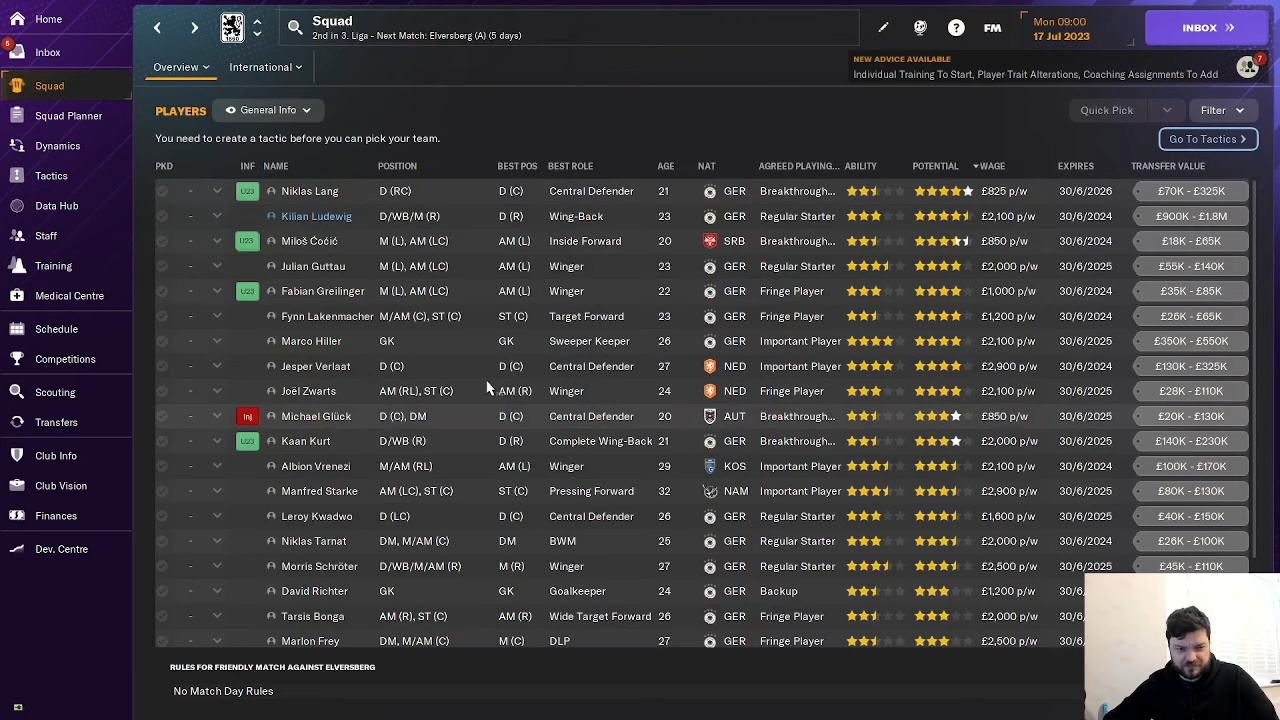 Home
5
Inbox
Squad
Squad Planner
Dynamics
Tactics
Data Hub
Staff
Training
Medical Centre
Schedule
Competitions
Scouting
Transfers
Club Info
Club Vision
Finances
Dev. Centre
1860
Squad
2nd in 3. Liga - Next Match: Elversberg (A) (5 days)
FM
Mon 09:00
17 Jul 2023
INBOX
Overview
International
NEW ADVICE AVAILABLE
Individual Training To Start, Player Trait Alterations, Coaching Assignments To Add
7
PLAYERS
General Info
Quick Pick
Filter
You need to create a tactic before you can pick your team.
Go To Tactics
PKD INF NAME POSITION BEST POS BEST ROLE AGE NAT AGREED PLAYING... ABILITY POTENTIAL WAGE EXPIRES TRANSFER VALUE
- U23 Niklas Lang D (RC) D (C) Central Defender 21 GER Breakthrough... £825 p/w 30/6/2026 £70K - £325K
- Kilian Ludewig D/WB/M (R) D (R) Wing-Back 23 GER Regular Starter £2,100 p/w 30/6/2024 £900K - £1.8M
- U23 Miloš Ćoćić M (L), AM (LC) AM (L) Inside Forward 20 SRB Breakthrough... £850 p/w 30/6/2024 £18K - £65K
- Julian Guttau M (L), AM (LC) AM (L) Winger 23 GER Regular Starter £2,000 p/w 30/6/2025 £55K - £140K
- U23 Fabian Greilinger M (L), AM (LC) AM (L) Winger 22 GER Fringe Player £1,000 p/w 30/6/2025 £35K - £85K
- Fynn Lakenmacher M/AM (C), ST (C) ST (C) Target Forward 23 GER Fringe Player £1,200 p/w 30/6/2024 £26K - £65K
- Marco Hiller GK GK Sweeper Keeper 26 GER Important Player £2,100 p/w 30/6/2025 £350K - £550K
- Jesper Verlaat D (C) D (C) Central Defender 27 NED Important Player £2,900 p/w 30/6/2024 £130K - £325K
- Joël Zwarts AM (RL), ST (C) AM (R) Winger 24 NED Fringe Player £2,100 p/w 30/6/2025 £28K - £110K
- Inj Michael Glück D (C), DM D (C) Central Defender 20 AUT Breakthrough... £850 p/w 30/6/2025 £20K - £130K
- U23 Kaan Kurt D/WB (R) D (R) Complete Wing-Back 21 GER Breakthrough... £2,000 p/w 30/6/2025 £140K - £230K
- Albion Vrenezi M/AM (RL) AM (L) Winger 29 KOS Important Player £2,100 p/w 30/6/2024 £100K - £170K
- Manfred Starke AM (LC), ST (C) ST (C) Pressing Forward 32 NAM Important Player £2,900 p/w 30/6/2025 £80K - £130K
- Leroy Kwadwo D (LC) D (C) Central Defender 26 GER Regular Starter £1,600 p/w 30/6/2025 £40K - £150K
- Niklas Tarnat DM, M/AM (C) DM BWM 25 GER Regular Starter £2,000 p/w 30/6/2025 £26K - £100K
- Morris Schröter D/WB/M/AM (R) M (R) Winger 27 GER Regular Starter £2,500 p/w 30/6/2025 £45K - £110K
- David Richter GK GK Goalkeeper 24 GER Backup £1,200 p/w
- Tarsis Bonga AM (R), ST (C) AM (R) Wide Target Forward 26 GER Fringe Player £2,000 p/w
- Marlon Frey DM, M/AM (C) M (C) DLP 27 GER Fringe Player £2,500 p/w
RULES FOR FRIENDLY MATCH AGAINST ELVERSBERG
No Match Day Rules